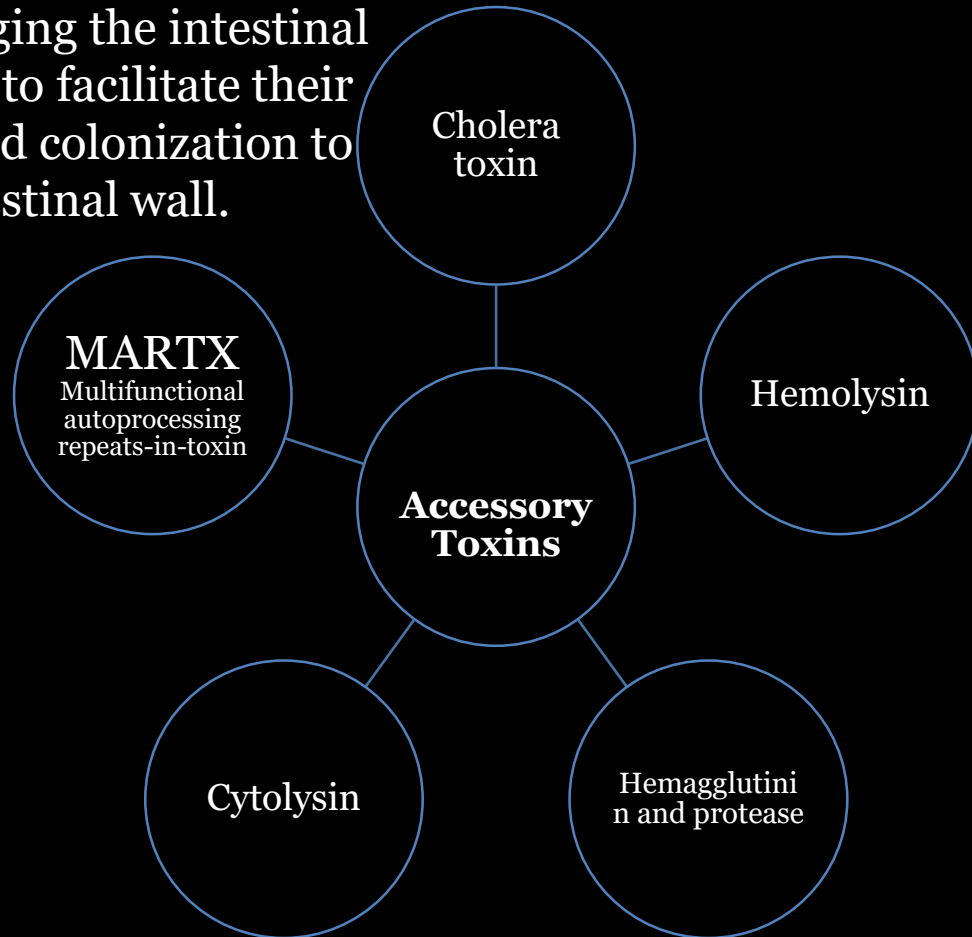 ging the intestinal
to facilitate their
d colonization to
stinal wall.
Cholera
toxin
MARTX
Multifunctional
autoprocessing
repeats-in-toxin
Hemolysin
Accessory
Toxins
Cytolysin
Hemagglutini
n and protease